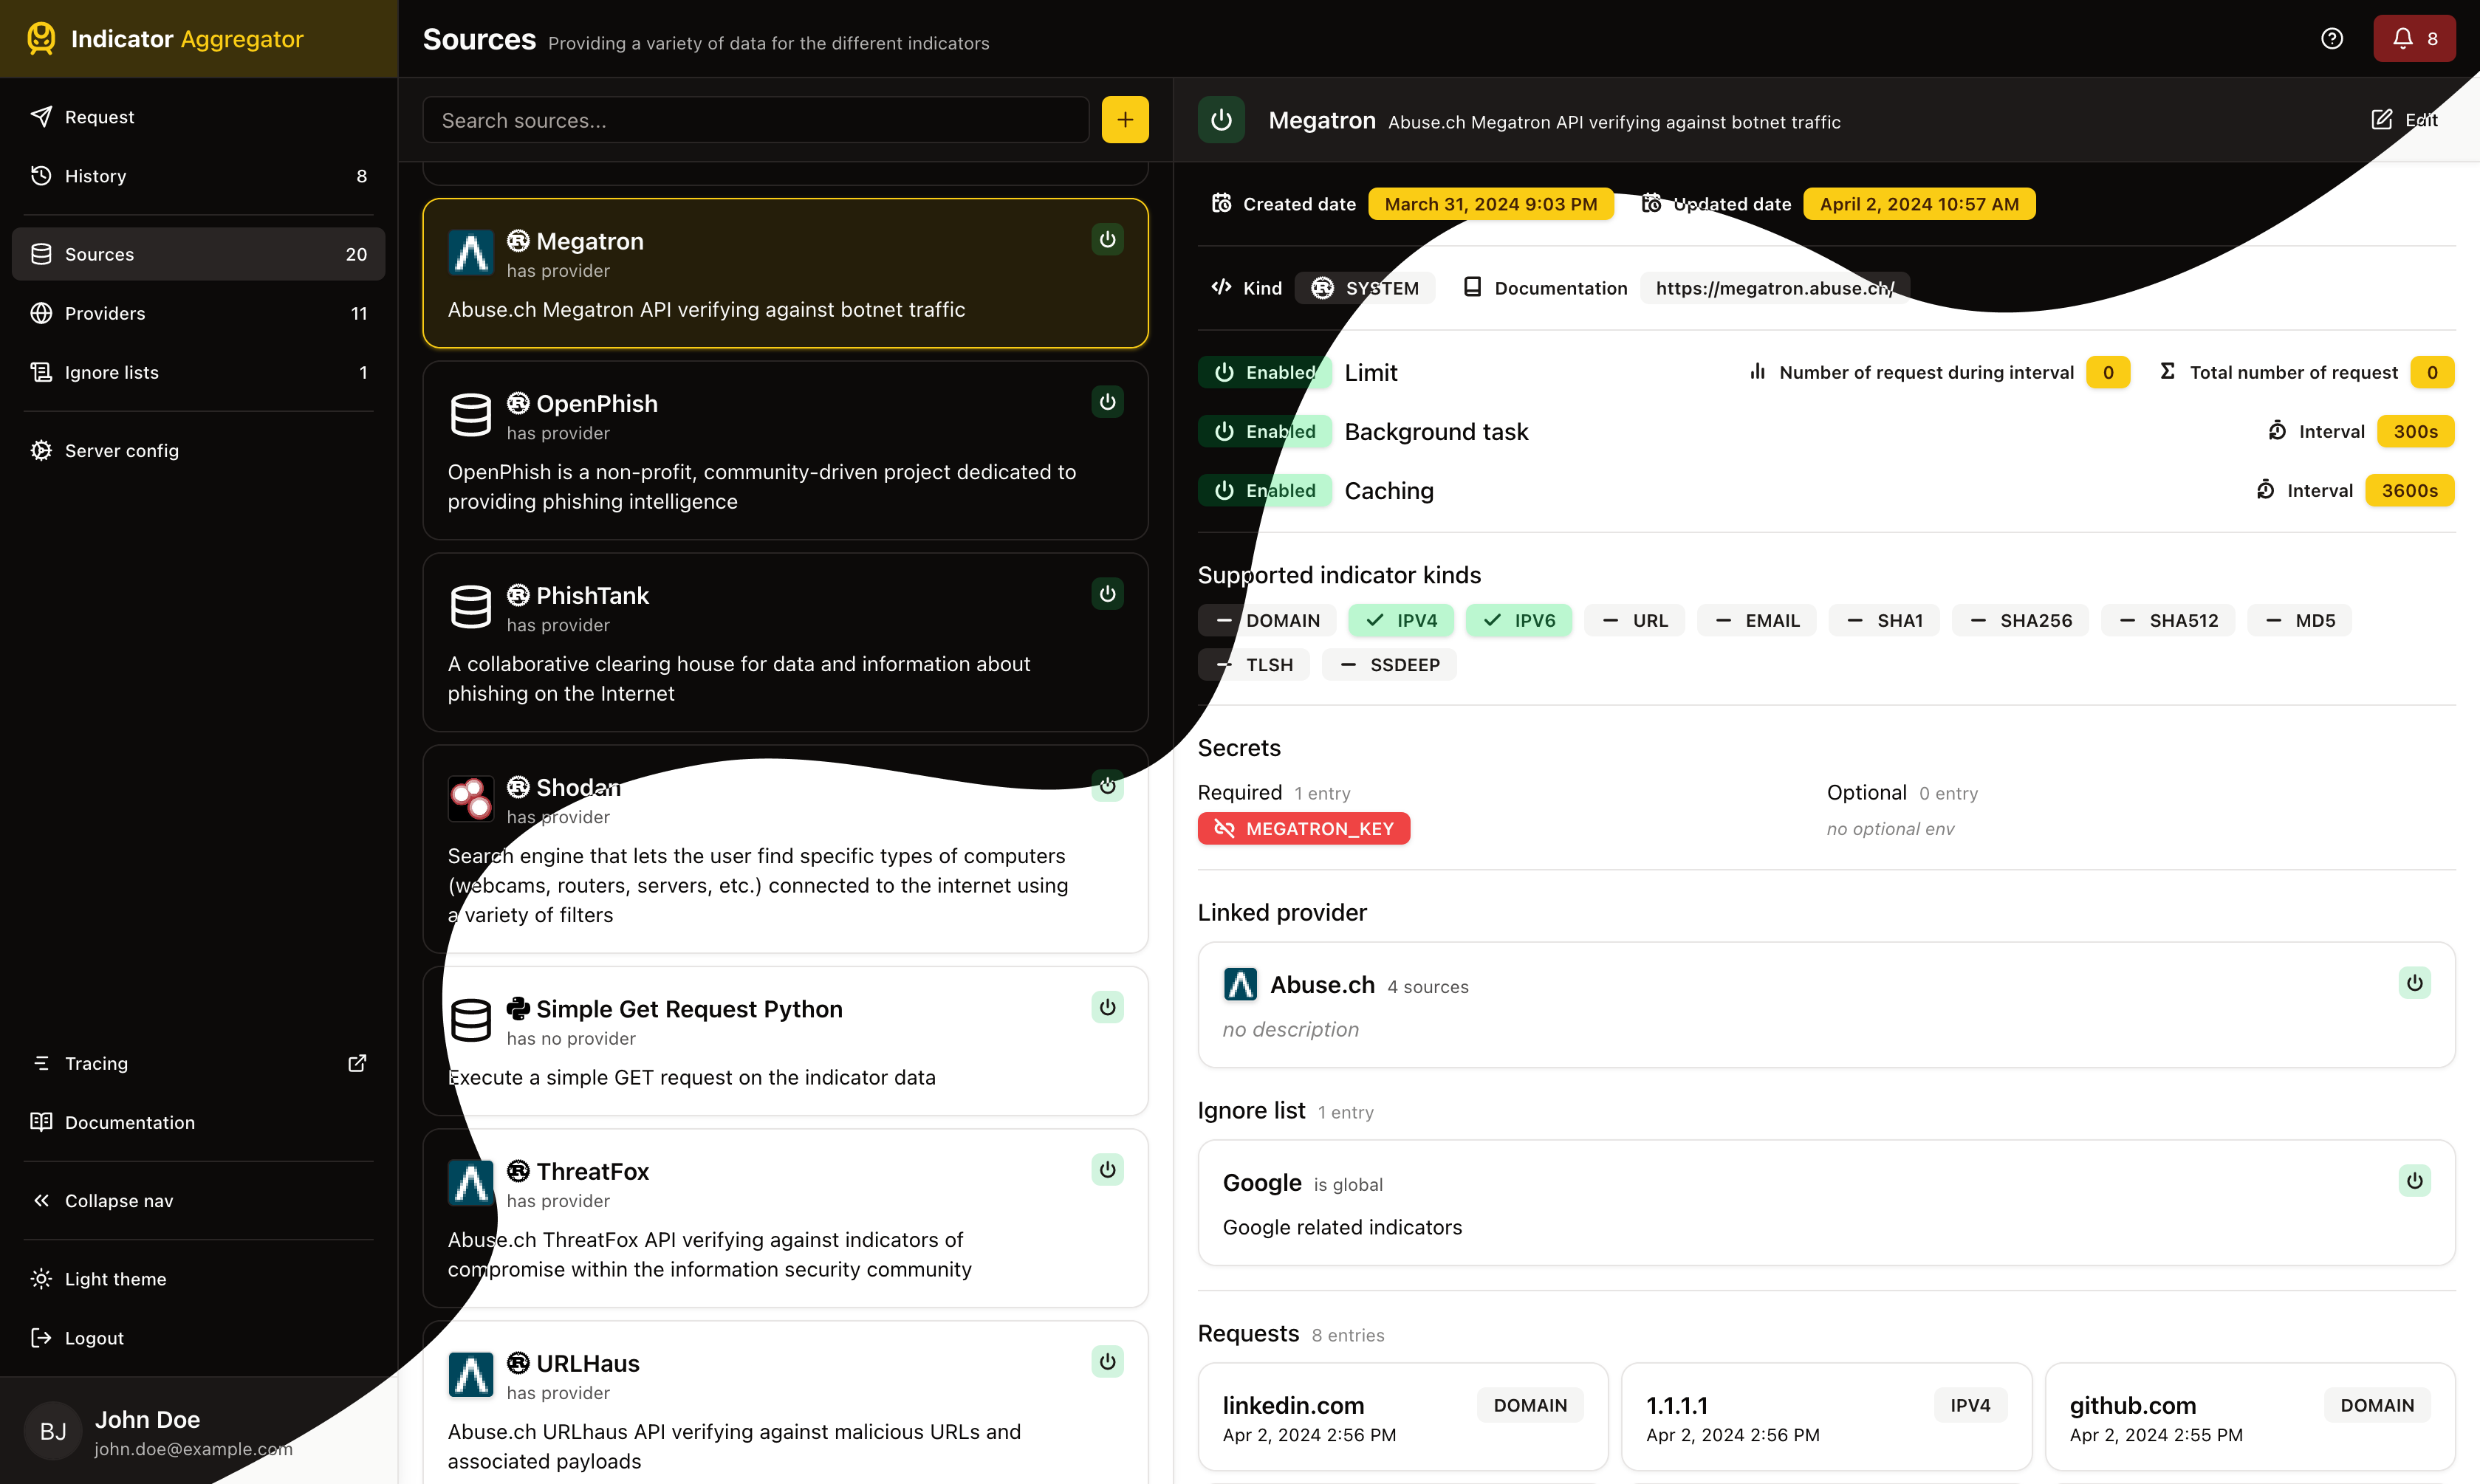 Indicator Aggregator
Request
History 8
Sources 20
Providers 11
Ignore lists 1
Server config
Tracing
Documentation
Collapse nav
Light theme
Logout
BJ
John Doe
john.doe@example.com
Sources Providing a variety of data for the different indicators
8
Search sources...
Megatron
has provider
Abuse.ch Megatron API verifying against botnet traffic
OpenPhish
has provider
OpenPhish is a non-profit, community-driven project dedicated to
providing phishing intelligence
PhishTank
has provider
A collaborative clearing house for data and information about
phishing on the Internet
Shodan
has provider
Search engine that lets the user find specific types of computers
(webcams, routers, servers, etc.) connected to the internet using
a variety of filters
Simple Get Request Python
has no provider
Execute a simple GET request on the indicator data
ThreatFox
has provider
Abuse.ch ThreatFox API verifying against indicators of
compromise within the information security community
URLHaus
has provider
Abuse.ch URLhaus API verifying against malicious URLs and
associated payloads
Megatron Abuse.ch Megatron API verifying against botnet traffic
Edit
Created date March 31, 2024 9:03 PM Updated date April 2, 2024 10:57 AM
Kind SYSTEM Documentation https://megatron.abuse.ch/
Enabled Limit Number of request during interval 0 Total number of request 0
Enabled Background task Interval 300s
Enabled Caching Interval 3600s
Supported indicator kinds
DOMAIN IPV4 IPV6 URL EMAIL SHA1 SHA256 SHA512 MD5
TLSH SSDEEP
Secrets
Required 1 entry Optional 0 entry
MEGATRON_KEY no optional env
Linked provider
Abuse.ch 4 sources
no description
Ignore list 1 entry
Google is global
Google related indicators
Requests 8 entries
linkedin.com DOMAIN
Apr 2, 2024 2:56 PM
1.1.1.1 IPV4
Apr 2, 2024 2:56 PM
github.com DOMAIN
Apr 2, 2024 2:55 PM